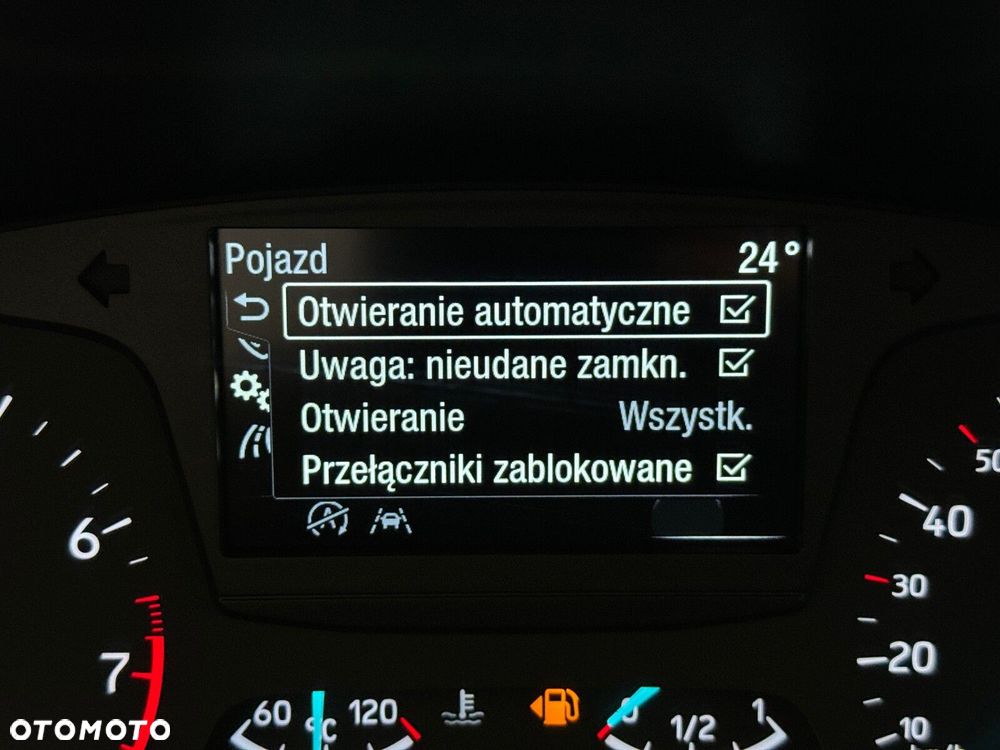 Pojazd 24°
Otwieranie automatyczne
Uwaga: nieudane zamkn.
Otwieranie Wszystk.
Przełączniki zablokowane
A
6
7
50
40
30
20
10
60 °C 120
0 1/2 1
OTOMOTO